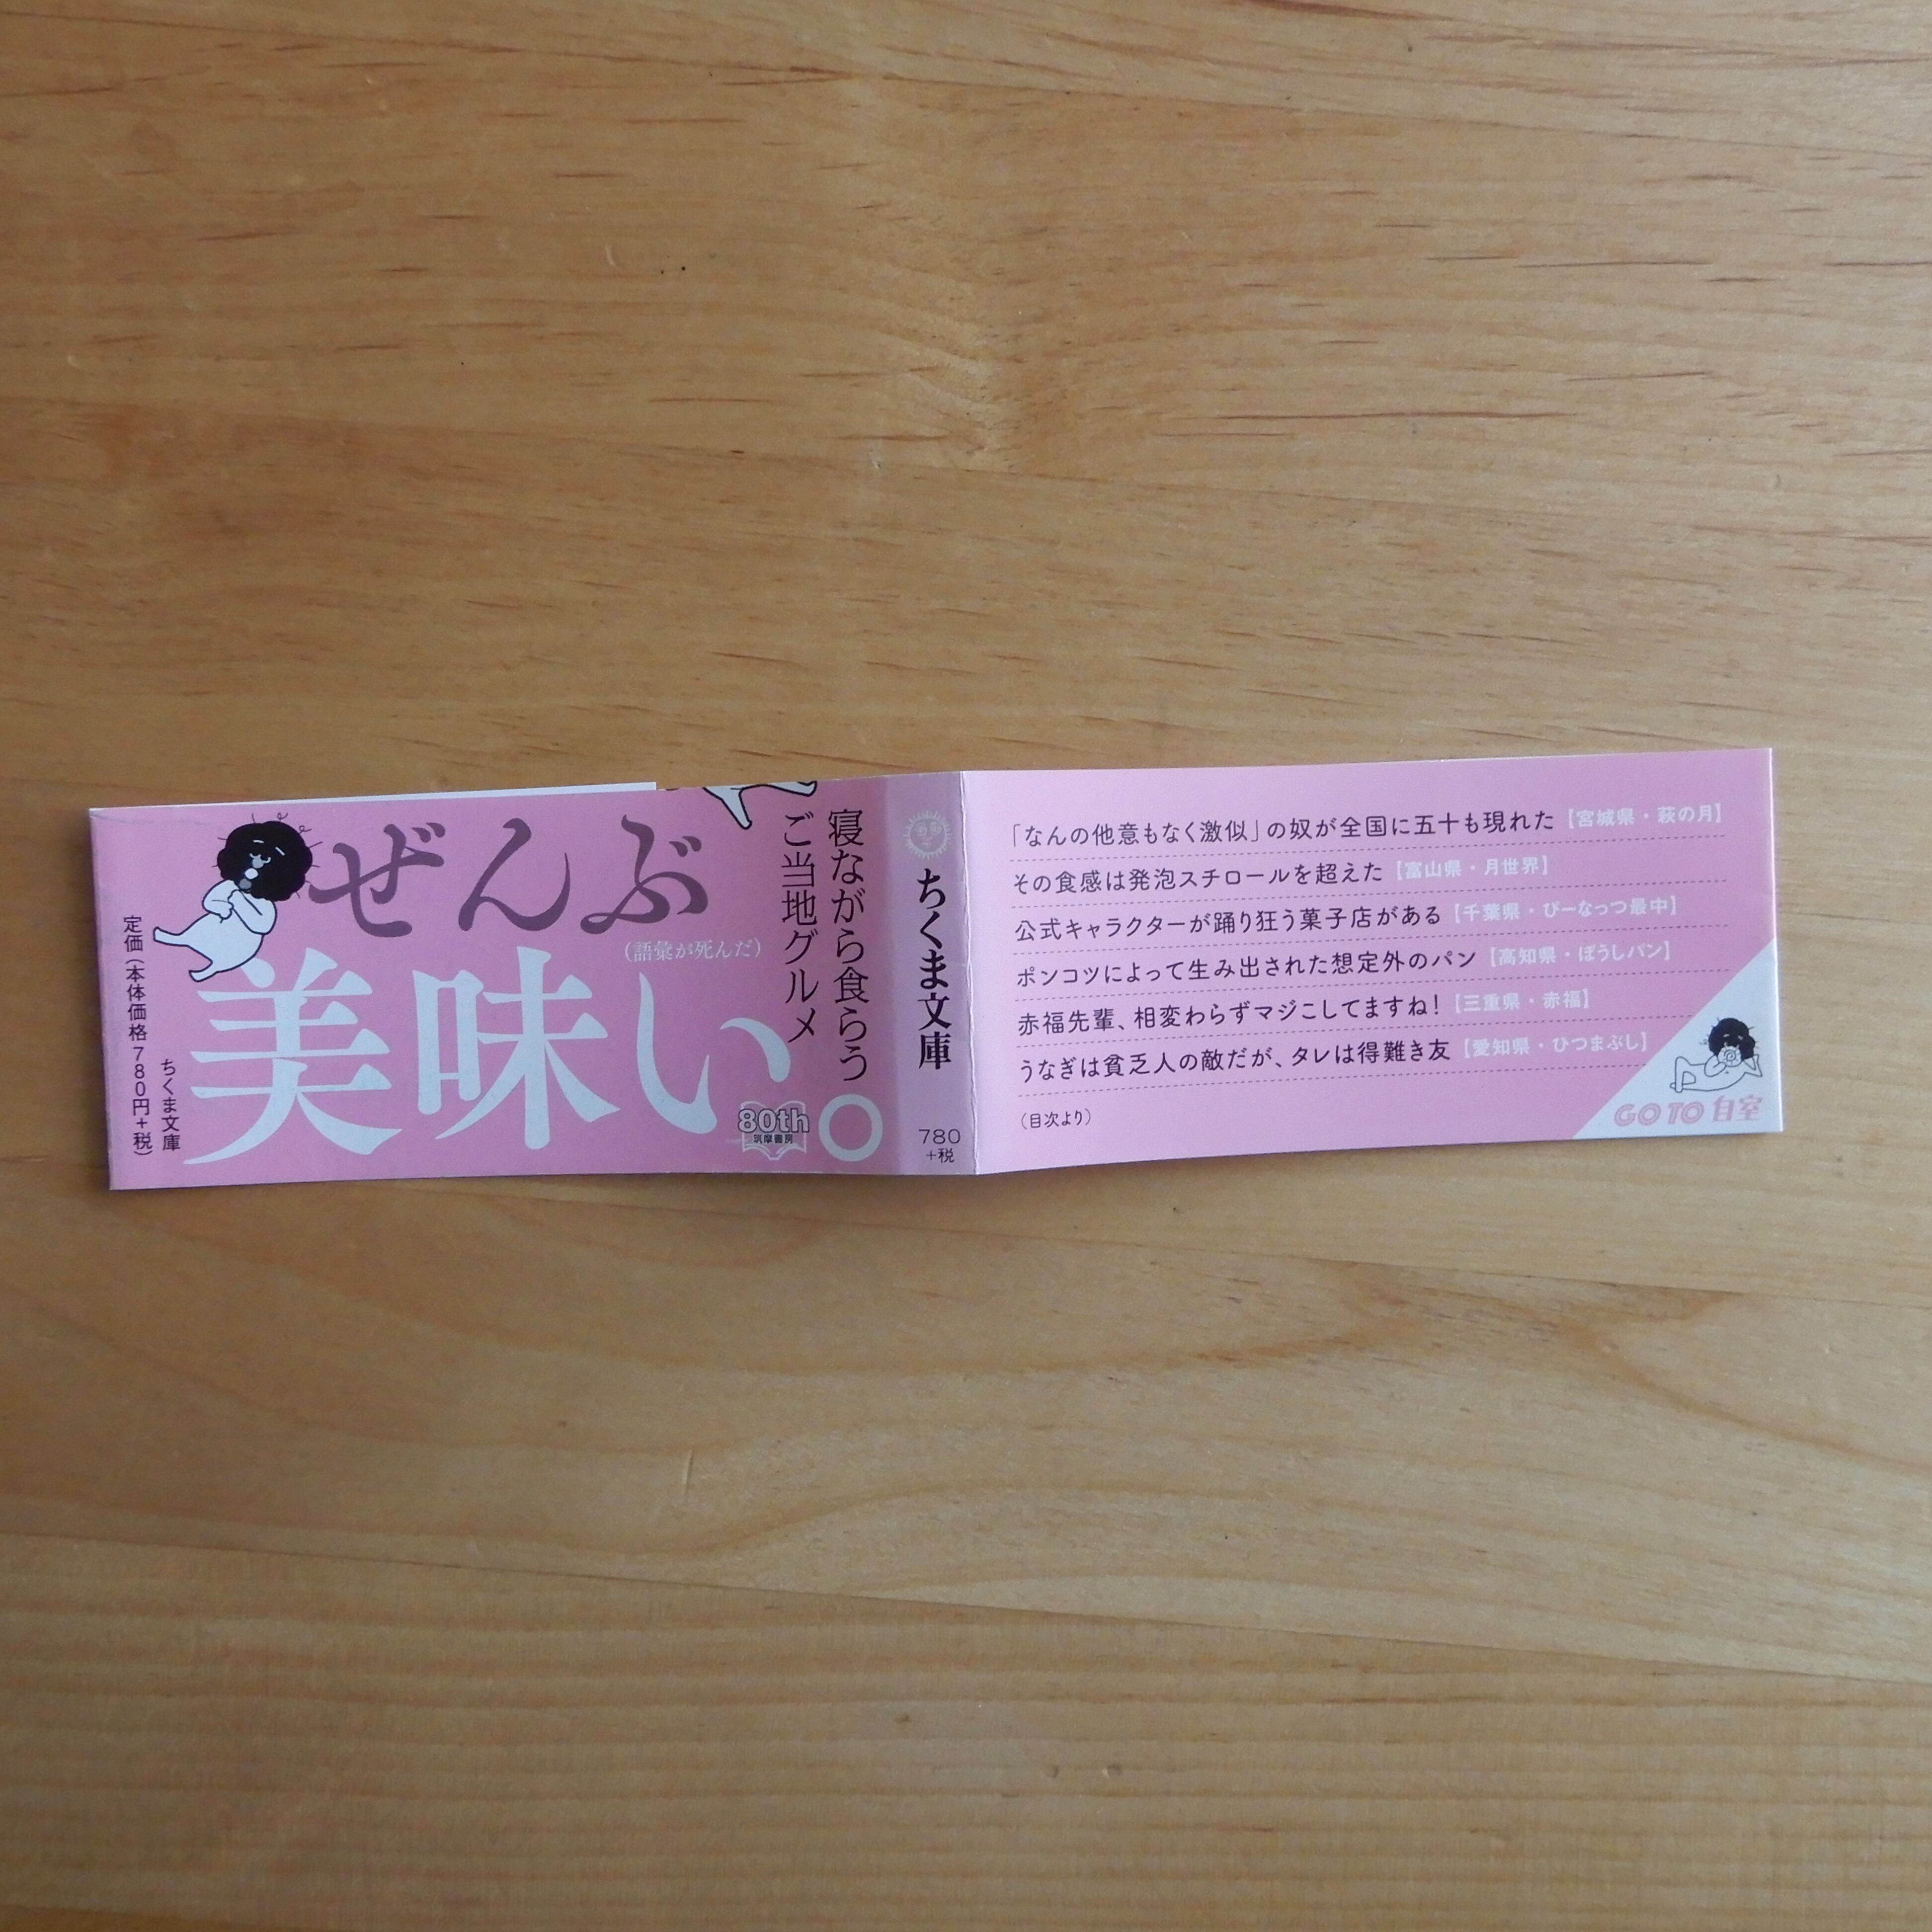 寝ながら食らう
ご当地グルメ
ぜんぶ
(語彙が死んだ)
美味い
80th
筑摩書房
ちくま文庫
定価(本体価格780円+税)
ちくま文庫
780
+税
「なんの他意もなく激似」の奴が全国に五十も現れた【宮城県・萩の月】
その食感は発泡スチロールを超えた【富山県・月世界】
公式キャラクターが踊り狂う菓子店がある【千葉県・ぴーなっつ最中】
ポンコツによって生み出された想定外のパン【高知県・ぼうしパン】
赤福先輩、相変わらずマジこしてますね!【三重県・赤福】
うなぎは貧乏人の敵だが、タレは得難き友【愛知県・ひつまぶし】
(目次より)
GO TO 自室